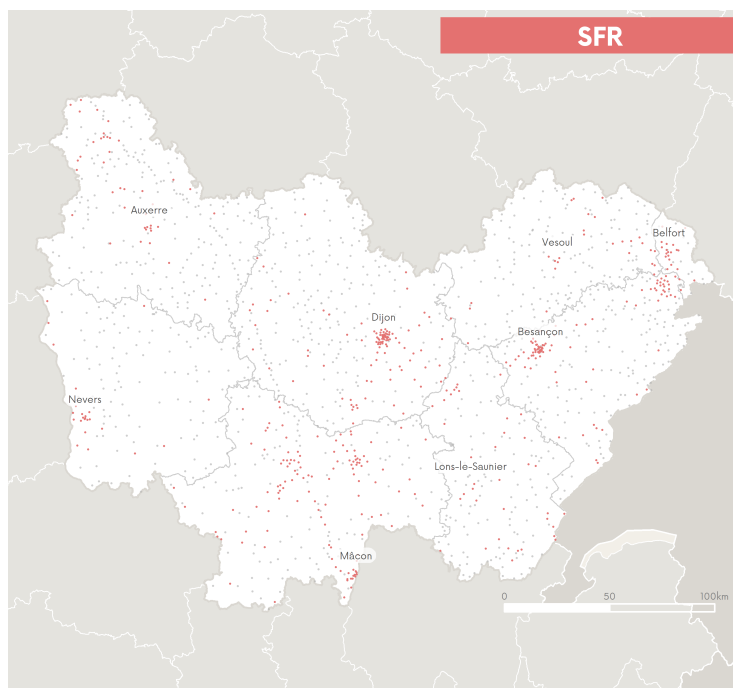 SFR
Auxerre
Belfort
Vesoul
Dijon
Besançon
Nevers
Lons-le-Saunier
Mâcon
0 50 100km